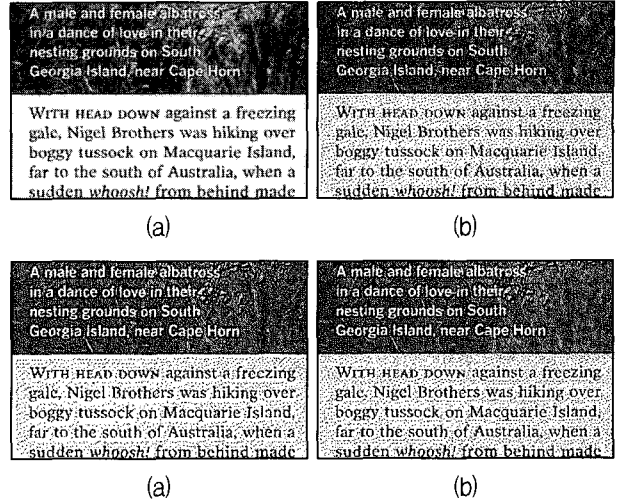 A male and female albatross
in a dance of love in their
nesting grounds on South
Georgia Island, near Cape Horn
WITH HEAD DOWN against a freezing
gale, Nigel Brothers was hiking over
boggy tussock on Macquarie Island,
far to the south of Australia, when a
sudden whoosh! from behind made
(a)
A male and female albatross
in a dance of love in their
nesting grounds on South
Georgia Island, near Cape Horn
WITH HEAD DOWN against a freezing
gale, Nigel Brothers was hiking over
boggy tussock on Macquarie Island,
far to the south of Australia, when a
sudden whoosh! from behind made
(b)
A male and female albatross
in a dance of love in their
nesting grounds on South
Georgia Island, near Cape Horn
WITH HEAD DOWN against a freezing
gale, Nigel Brothers was hiking over
boggy tussock on Macquarie Island,
far to the south of Australia, when a
sudden whoosh! from behind made
(a)
A male and female albatross
in a dance of love in their
nesting grounds on South
Georgia Island, near Cape Horn
WITH HEAD DOWN against a freezing
gale, Nigel Brothers was hiking over
boggy tussock on Macquarie Island,
far to the south of Australia, when a
sudden whoosh! from behind made
(b)